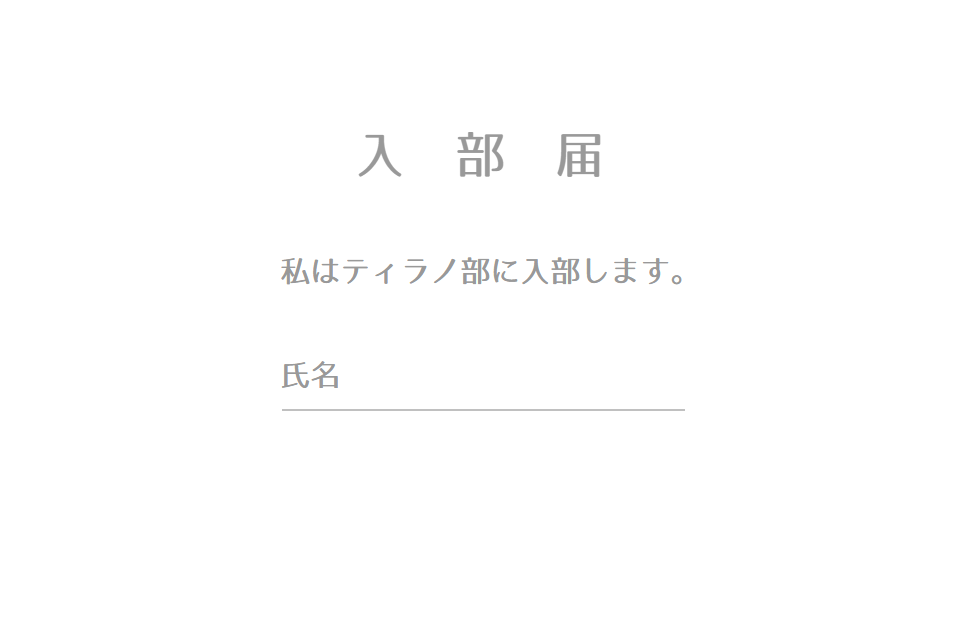 入　部　届
私はティラノ部に入部します。
氏名